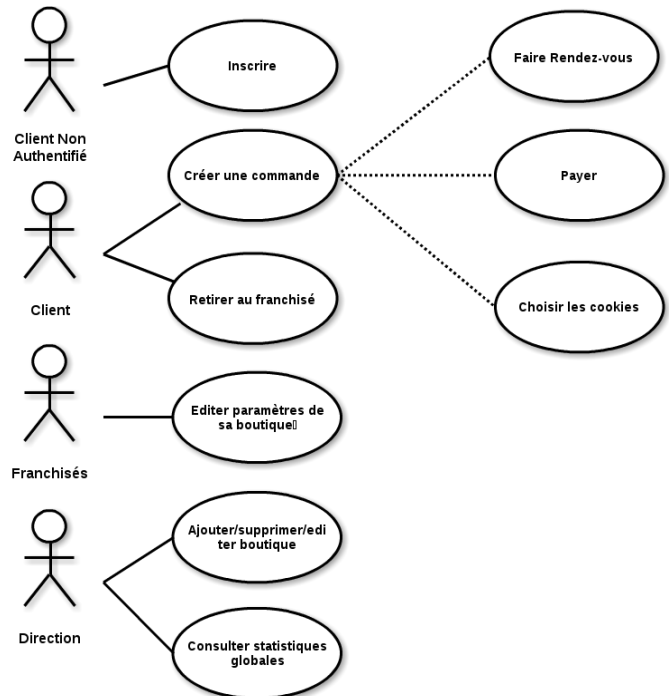 Inscrire
Faire Rendez-vous
Client Non
Authentifié
Créer une commande
Payer
Client
Retirer au franchisé
Choisir les cookies
Franchisés
Editer paramètres de
sa boutique
Direction
Ajouter/supprimer/edi
ter boutique
Consulter statistiques
globales